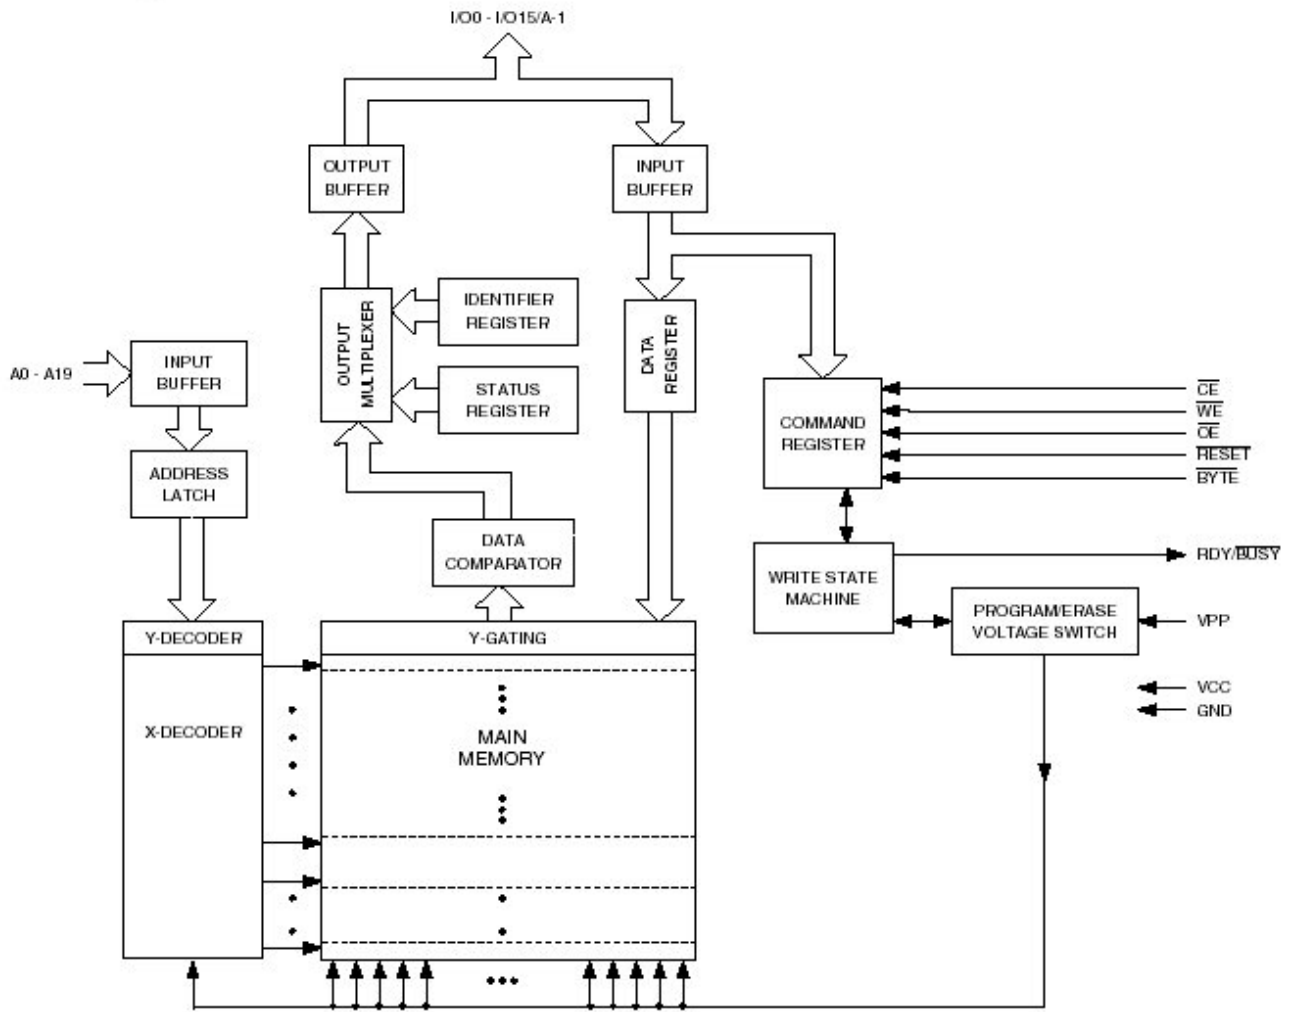 I/O0 - I/O15/A-1
OUTPUT
BUFFER
INPUT
BUFFER
IDENTIFIER
REGISTER
OUTPUT
MULTIPLEXER
DATA
REGISTER
INPUT
BUFFER
A0 - A19
STATUS
REGISTER
CE
WE
OE
RESET
BYTE
COMMAND
REGISTER
ADDRESS
LATCH
DATA
COMPARATOR
RDY/BUSY
WRITE STATE
MACHINE
PROGRAM/ERASE
VOLTAGE SWITCH
VPP
Y-DECODER
Y-GATING
VCC
GND
X-DECODER
MAIN
MEMORY